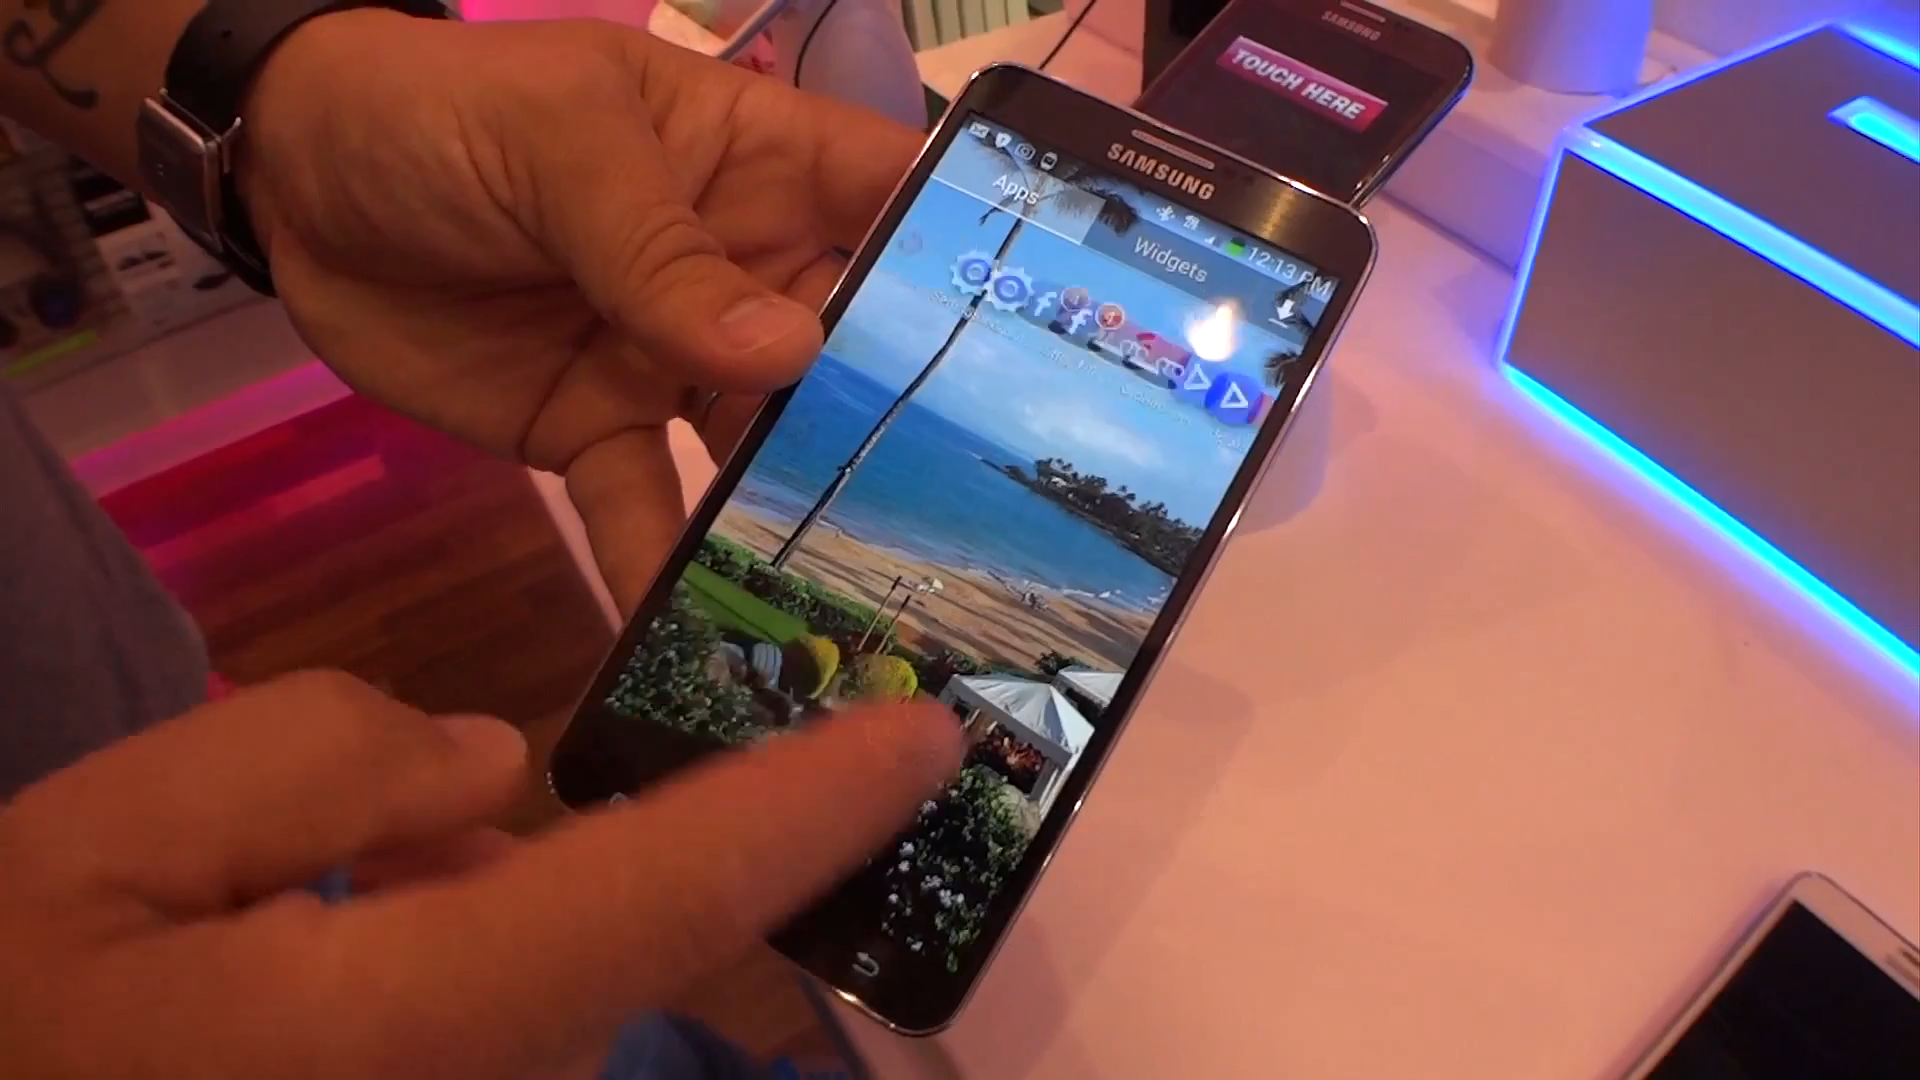 SAMSUNG
TOUCH HERE
SAMSUNG
12:13 PM
Apps
Widgets